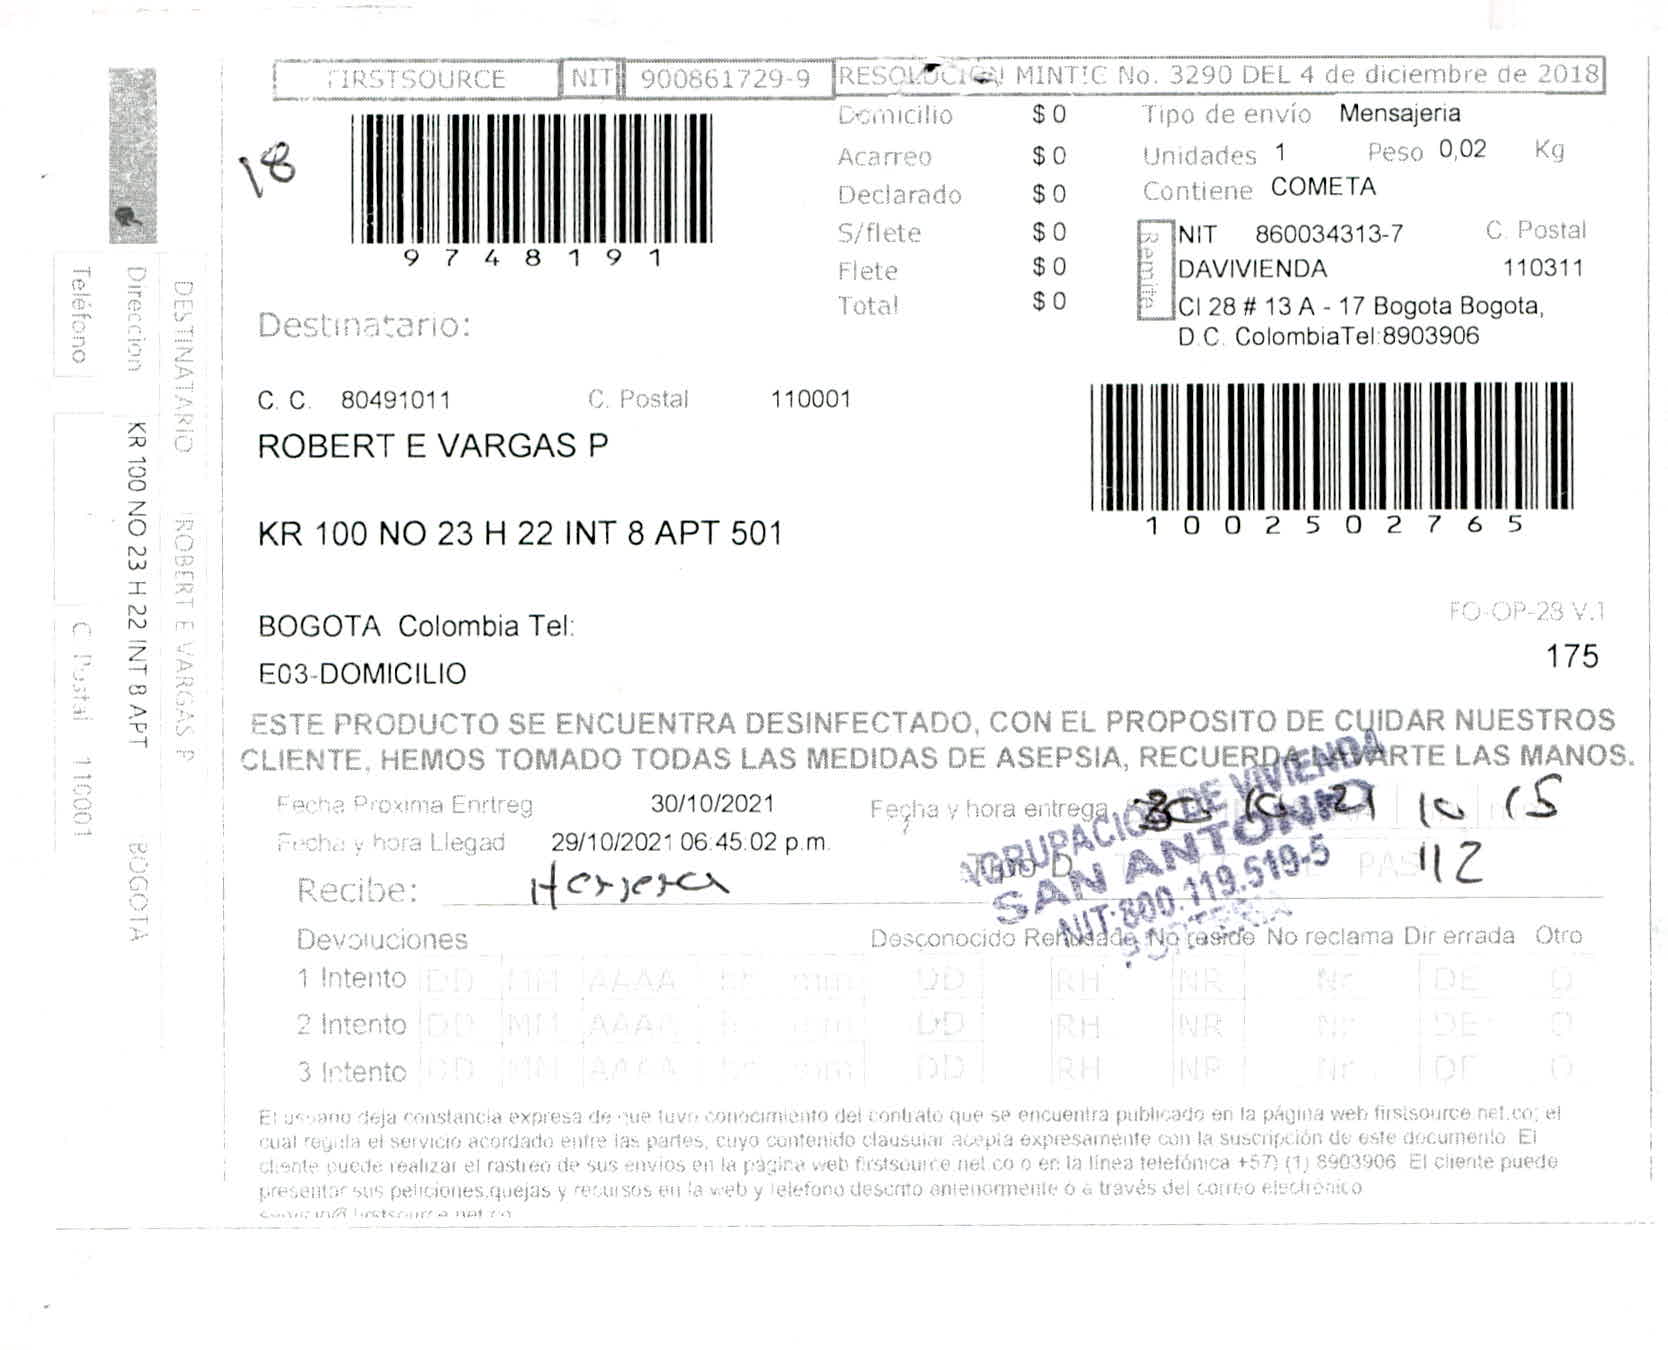 FIRSTSOURCE NIT 900861729-9 RESOLUCION MINTIC No. 3290 DEL 4 de diciembre de 2018
18
9748191
Domicilio $ 0
Acarreo $ 0
Declarado $ 0
S/flete $ 0
Flete $ 0
Total $ 0
Tipo de envío Mensajeria
Unidades 1 Peso 0,02 Kg
Contiene COMETA
Remite
NIT 860034313-7 C. Postal
DAVIVIENDA 110311
Cl 28 # 13 A - 17 Bogota Bogota,
D.C. ColombiaTel:8903906
1002502765
Destinatario:
C. C. 80491011 C. Postal 110001
ROBERT E VARGAS P
KR 100 NO 23 H 22 INT 8 APT 501
BOGOTA Colombia Tel:
E03-DOMICILIO
FO-OP-28 V.1
175
ESTE PRODUCTO SE ENCUENTRA DESINFECTADO, CON EL PROPOSITO DE CUIDAR NUESTROS
CLIENTE, HEMOS TOMADO TODAS LAS MEDIDAS DE ASEPSIA, RECUERDA LAVARTE LAS MANOS.
Fecha Proxima Enrtreg 30/10/2021 Fecha y hora entrega 30 10 21 10 15
Fecha y hora Llegad 29/10/2021 06:45:02 p.m.
Recibe: Herrera
Tipo D. PAS 112
AGRUPACION DE VIVIENDA
SAN ANTONIO
NIT:800.119.519-5
PORTERIA
Devoluciones Desconocido Rehusado No reside No reclama Dir errada Otro
1 Intento DD MM AAAA hh mm DD RH NR Nr DE O
2 Intento DD MM AAAA hh mm DD RH NR Nr DE O
3 Intento DD MM AAAA hh mm DD RH NR Nr DE O
El usuario deja constancia expresa de que tuvo conocimiento del contrato que se encuentra publicado en la página web firstsource.net.co; el
cual regula el servicio acordado entre las partes, cuyo contenido clausular acepta expresamente con la suscripción de este documento. El
cliente puede realizar el rastreo de sus envios en la página web firstsource.net.co o en la línea telefónica +57) (1) 8903906 El cliente puede
presentar sus peticiones,quejas y recursos en la web y telefono descrito anteriormente o a través del correo electrónico
DESTINATARIO ROBERT E VARGAS P
Direccion KR 100 NO 23 H 22 INT 8 APT BOGOTA
Teléfono C. Postal 110001